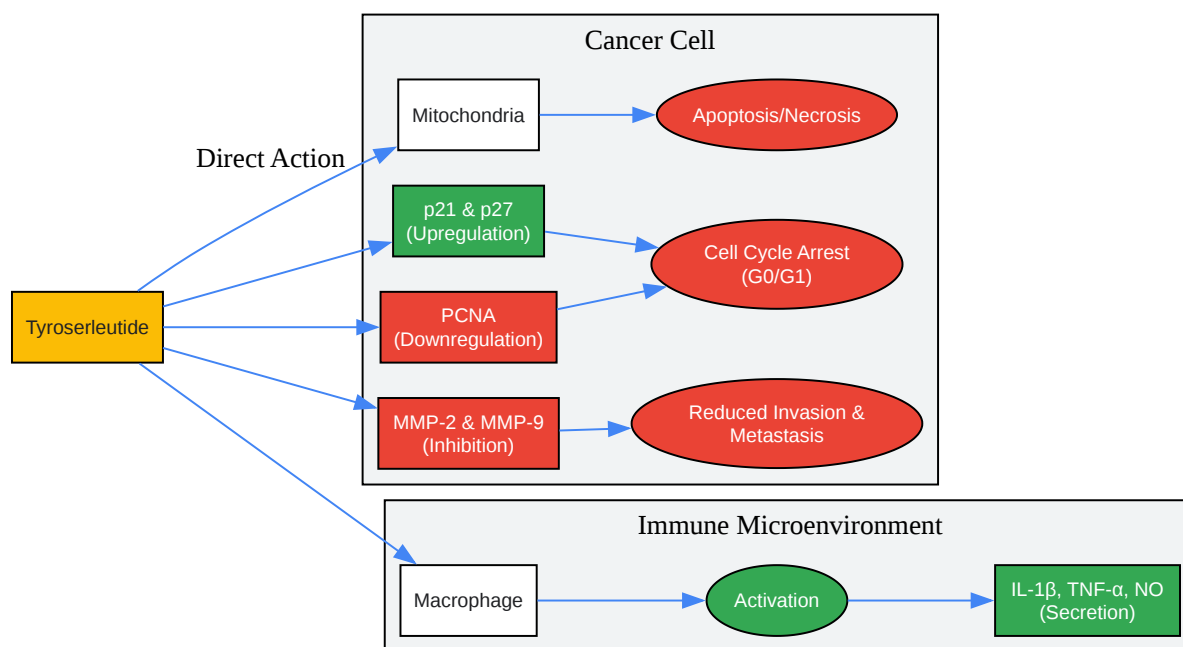 Cancer Cell
Mitochondria
Apoptosis/Necrosis
Direct Action
p21 & p27
(Upregulation)
Cell Cycle Arrest
(G0/G1)
Tyroserleutide
PCNA
(Downregulation)
MMP-2 & MMP-9
(Inhibition)
Reduced Invasion &
Metastasis
Immune Microenvironment
Macrophage
Activation
IL-1β, TNF-α, NO
(Secretion)